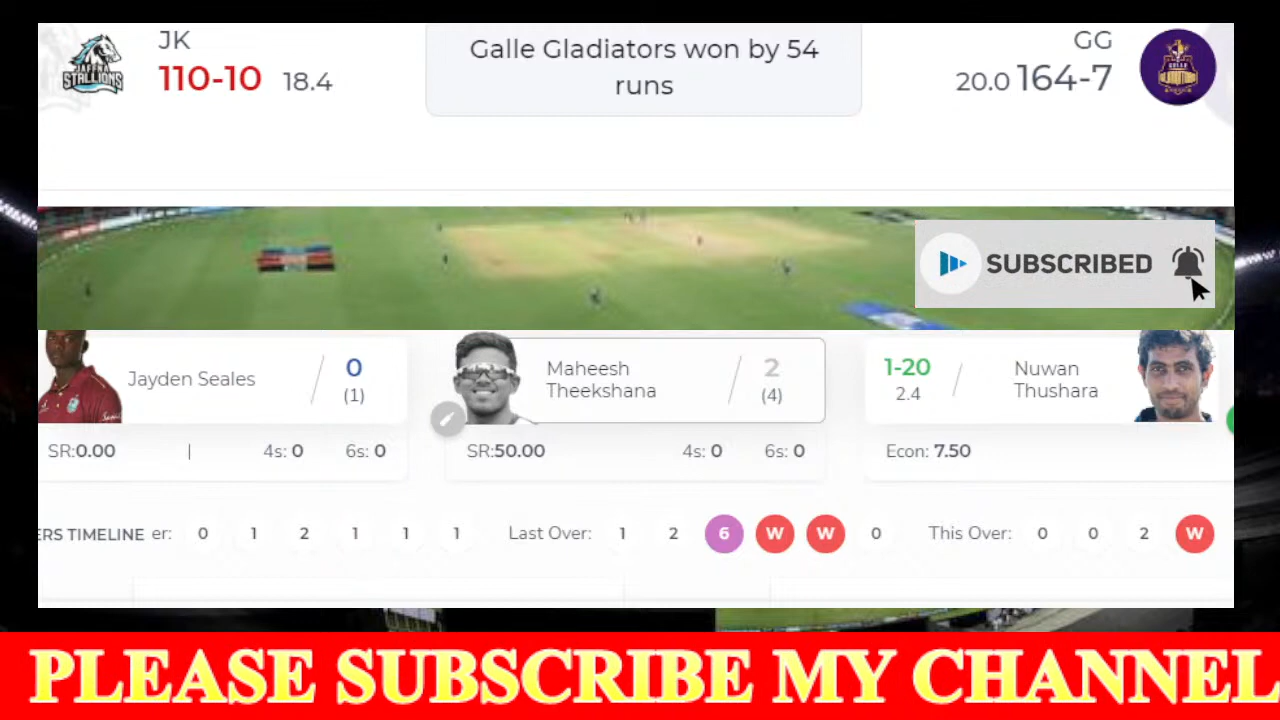 JK
110-10 18.4
Galle Gladiators won by 54
runs
GG
20.0 164-7
STALLIONS
SUBSCRIBED
Jayden Seales
0
(1)
SR:0.00 | 4s: 0 6s: 0
Maheesh
Theekshana
2
(4)
SR:50.00 4s: 0 6s: 0
1-20
2.4
Nuwan
Thushara
Econ: 7.50
ERS TIMELINE er: 0 1 2 1 1 1 Last Over: 1 2 6 W W 0 This Over: 0 0 2 W
PLEASE SUBSCRIBE MY CHANNEL